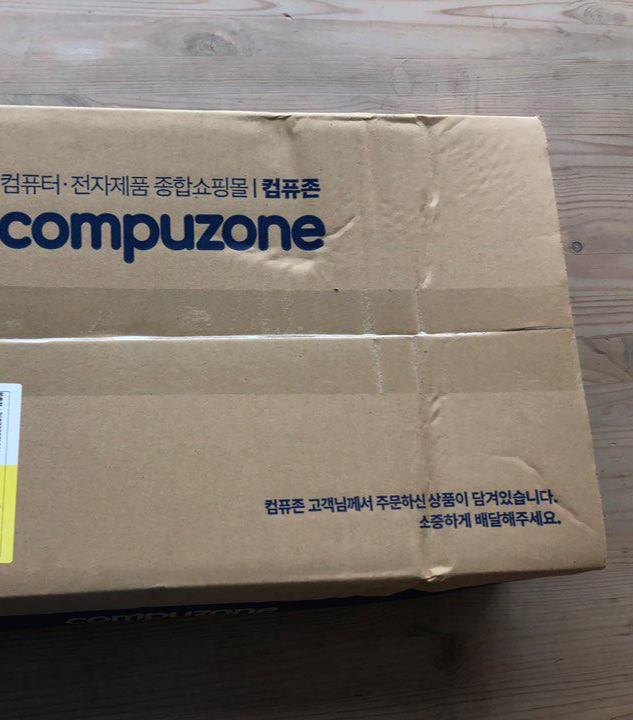 컴퓨터·전자제품 종합쇼핑몰 | 컴퓨존
compuzone
컴퓨존 고객님께서 주문하신 상품이 담겨있습니다.
소중하게 배달해주세요.
compuzone